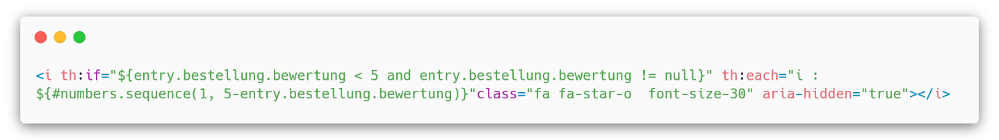 <i th:if="${entry.bestellung.bewertung < 5 and entry.bestellung.bewertung != null}" th:each="i :
${#numbers.sequence(1, 5-entry.bestellung.bewertung)}"class="fa fa-star-o  font-size-30" aria-hidden="true"></i>